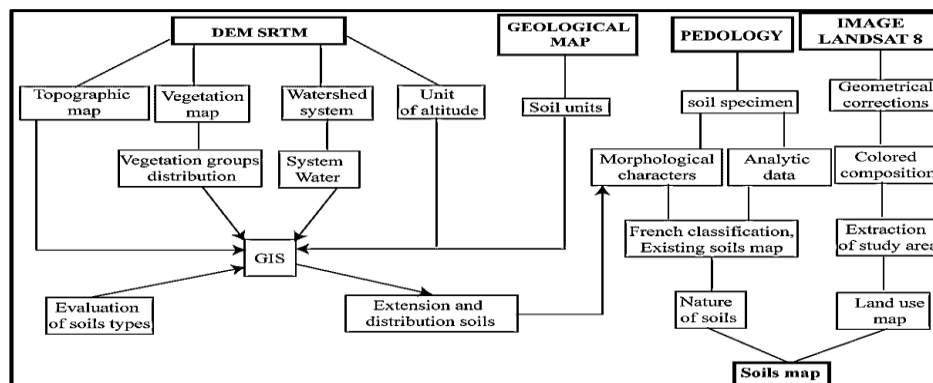 DEM SRTM
GEOLOGICAL
MAP
PEDOLOGY
IMAGE
LANDSAT 8
Topographic
map
Vegetation
map
Watershed
system
Unit
of altitude
Soil units
soil specimen
Geometrical
corrections
Vegetation groups
distribution
System
Water
Morphological
characters
Analytic
data
Colored
composition
GIS
French classification,
Existing soils map
Extraction
of study area
Evaluation
of soils types
Extension and
distribution soils
Nature
of soils
Land use
map
Soils map